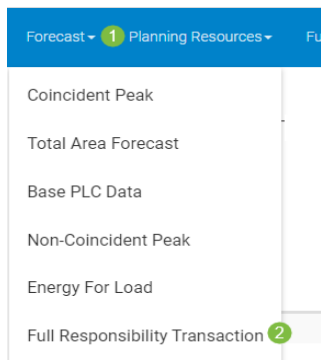 Forecast 1 Planning Resources Fu
Coincident Peak
Total Area Forecast
Base PLC Data
Non-Coincident Peak
Energy For Load
Full Responsibility Transaction 2